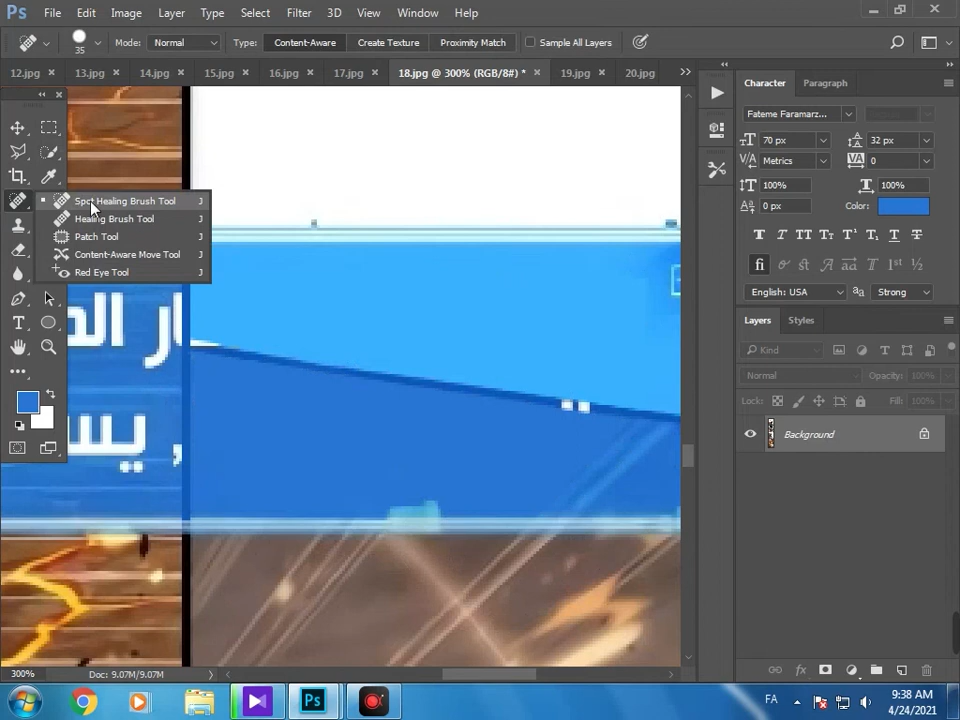 Ps File Edit Image Layer Type Select Filter 3D View Window Help
35 Mode: Normal Type: Content-Aware Create Texture Proximity Match Sample All Layers
12.jpg 13.jpg 14.jpg 15.jpg 16.jpg 17.jpg 18.jpg @ 300% (RGB/8#) * 19.jpg 20.jpg
Spot Healing Brush Tool J
Healing Brush Tool J
Patch Tool J
Content-Aware Move Tool J
Red Eye Tool J
Character Paragraph
Fateme Faramarz...
70 px 32 px
Metrics 0
100% 100%
0 px Color:
English: USA Strong
Layers Styles
Kind
Normal Opacity: 100%
Lock: Fill: 100%
Background
300% Doc: 9.07M/9.07M
Ps FA 9:38 AM
4/24/2021